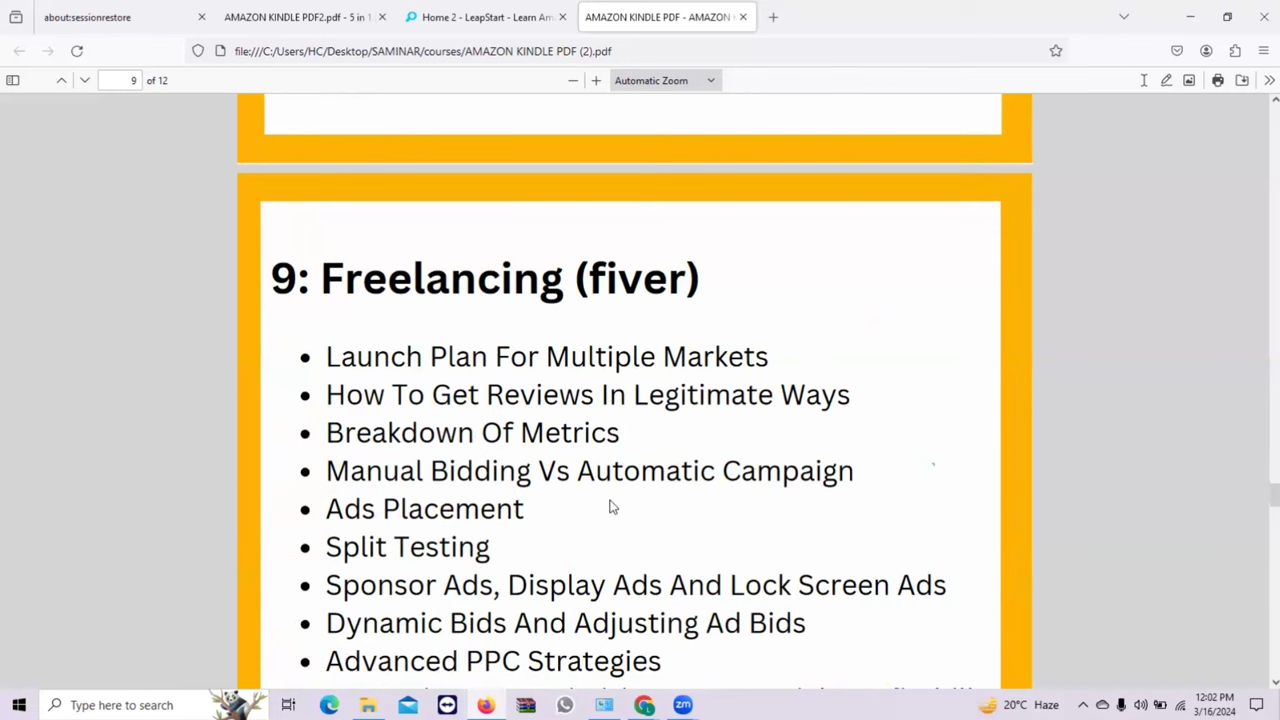 about:sessionrestore
AMAZON KINDLE PDF2.pdf - 5 in 1
Home 2 - LeapStart - Learn Am
AMAZON KINDLE PDF - AMAZON
file:///C:/Users/HC/Desktop/SAMINAR/courses/AMAZON KINDLE PDF (2).pdf
9 of 12
Automatic Zoom
9: Freelancing (fiver)
• Launch Plan For Multiple Markets
• How To Get Reviews In Legitimate Ways
• Breakdown Of Metrics
• Manual Bidding Vs Automatic Campaign
• Ads Placement
• Split Testing
• Sponsor Ads, Display Ads And Lock Screen Ads
• Dynamic Bids And Adjusting Ad Bids
• Advanced PPC Strategies
Type here to search
zm
20°C Haze
12:02 PM
3/16/2024